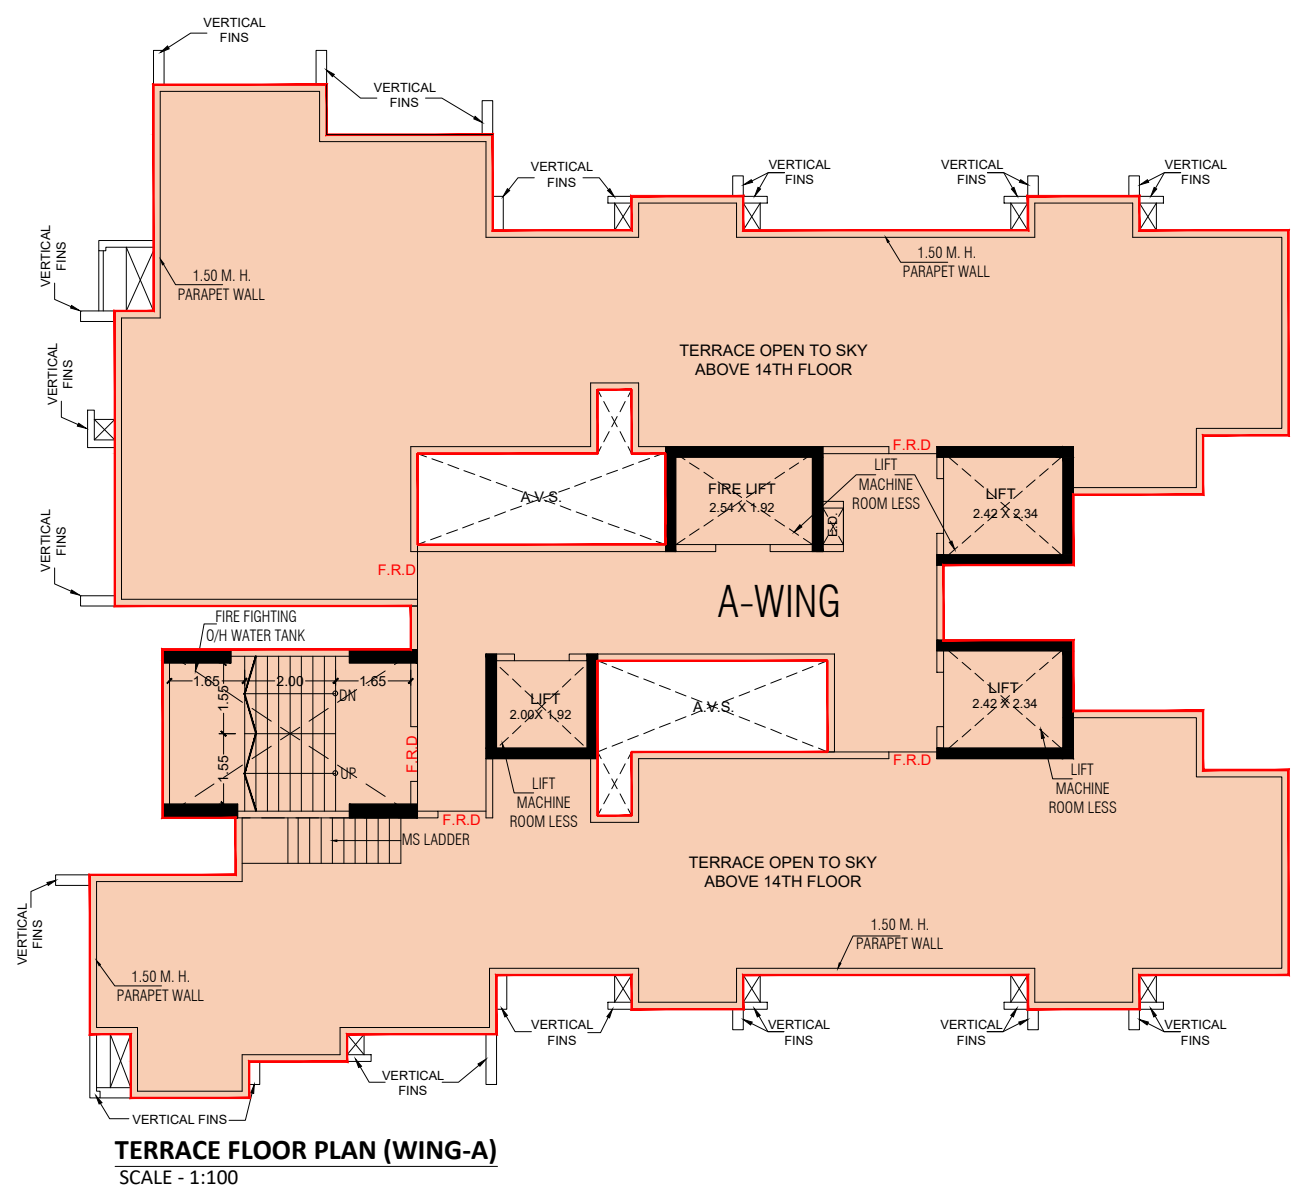 VERTICAL
FINS
VERTICAL
FINS
VERTICAL
FINS
VERTICAL
FINS
VERTICAL
FINS
VERTICAL
FINS
VERTICAL
FINS
1.50 M. H.
PARAPET WALL
1.50 M. H.
PARAPET WALL
VERTICAL
FINS
TERRACE OPEN TO SKY
ABOVE 14TH FLOOR
F.R.D
LIFT
MACHINE
ROOM LESS
A.V.S.
FIRE LIFT
2.54 X 1.92
E.D.
LIFT
2.42 X 2.34
VERTICAL
FINS
F.R.D
A-WING
FIRE FIGHTING
O/H WATER TANK
1.65
2.00
1.65
1.55
DN
1.55
UP
F.R.D
LIFT
2.00X 1.92
A.V.S.
LIFT
2.42 X 2.34
F.R.D
LIFT
MACHINE
ROOM LESS
LIFT
MACHINE
ROOM LESS
F.R.D
MS LADDER
TERRACE OPEN TO SKY
ABOVE 14TH FLOOR
VERTICAL
FINS
1.50 M. H.
PARAPET WALL
1.50 M. H.
PARAPET WALL
VERTICAL
FINS
VERTICAL
FINS
VERTICAL
FINS
VERTICAL
FINS
VERTICAL
FINS
VERTICAL FINS
TERRACE FLOOR PLAN (WING-A)
SCALE - 1:100